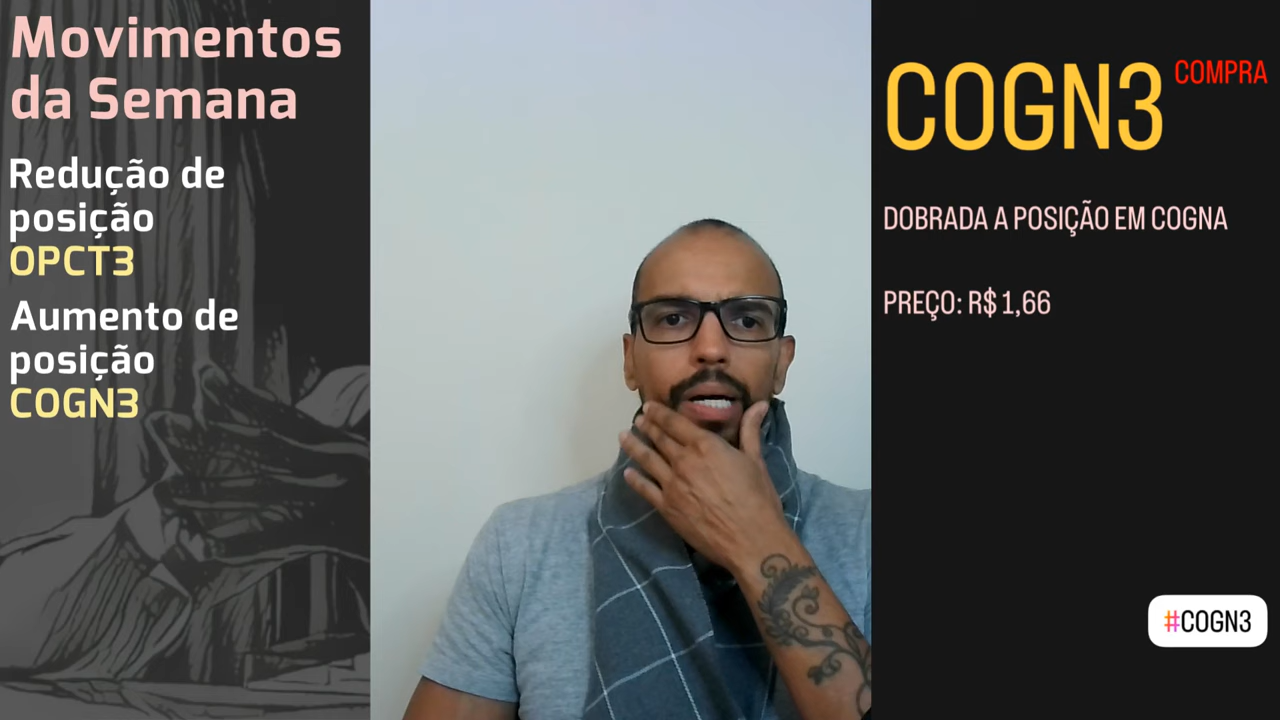 Movimentos
da Semana
Redução de
posição
OPCT3
Aumento de
posição
COGN3
COGN3 COMPRA
DOBRADA A POSIÇÃO EM COGNA
PREÇO: R$ 1,66
#COGN3